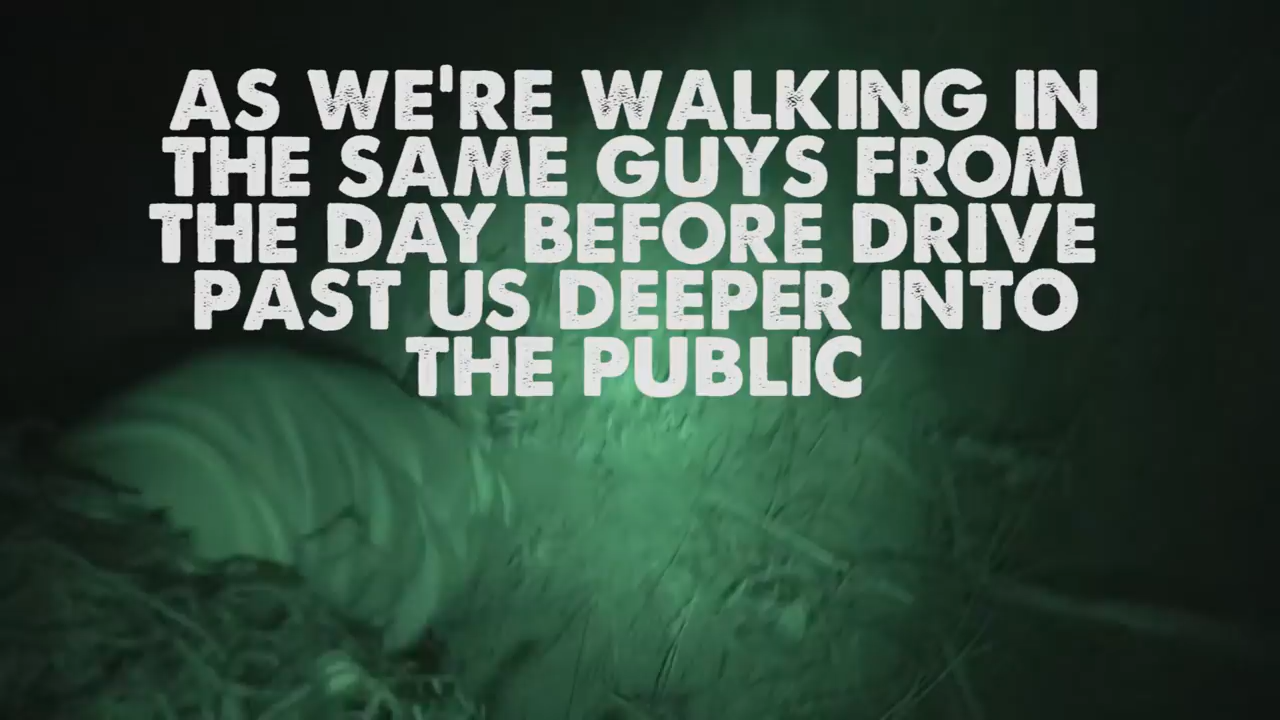 AS WE'RE WALKING IN
THE SAME GUYS FROM
THE DAY BEFORE DRIVE
PAST US DEEPER INTO
THE PUBLIC